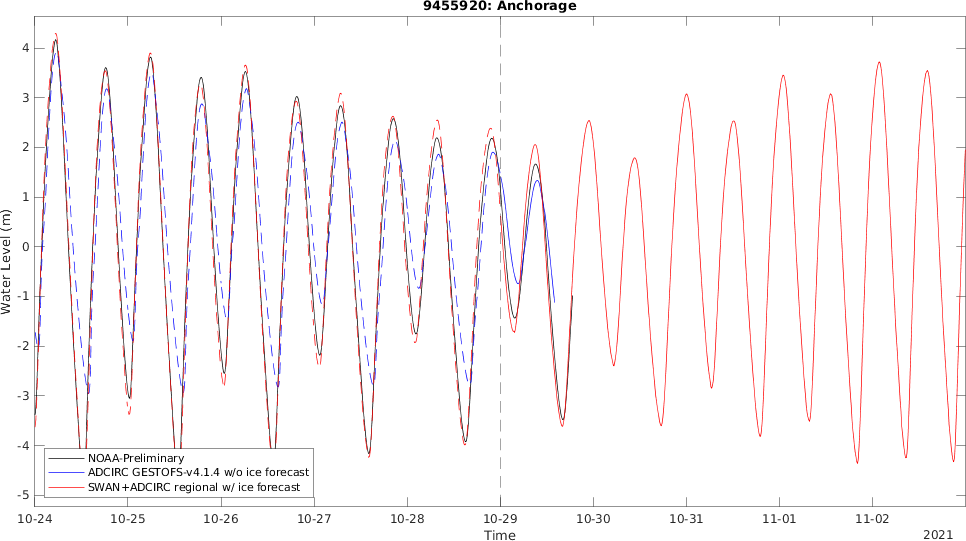 9455920: Anchorage
Water Level (m)
4
3
2
1
0
-1
-2
-3
-4
-5
NOAA-Preliminary
ADCIRC GESTOFS-v4.1.4 w/o ice forecast
SWAN+ADCIRC regional w/ ice forecast
10-24 10-25 10-26 10-27 10-28 10-29 10-30 10-31 11-01 11-02
Time
2021